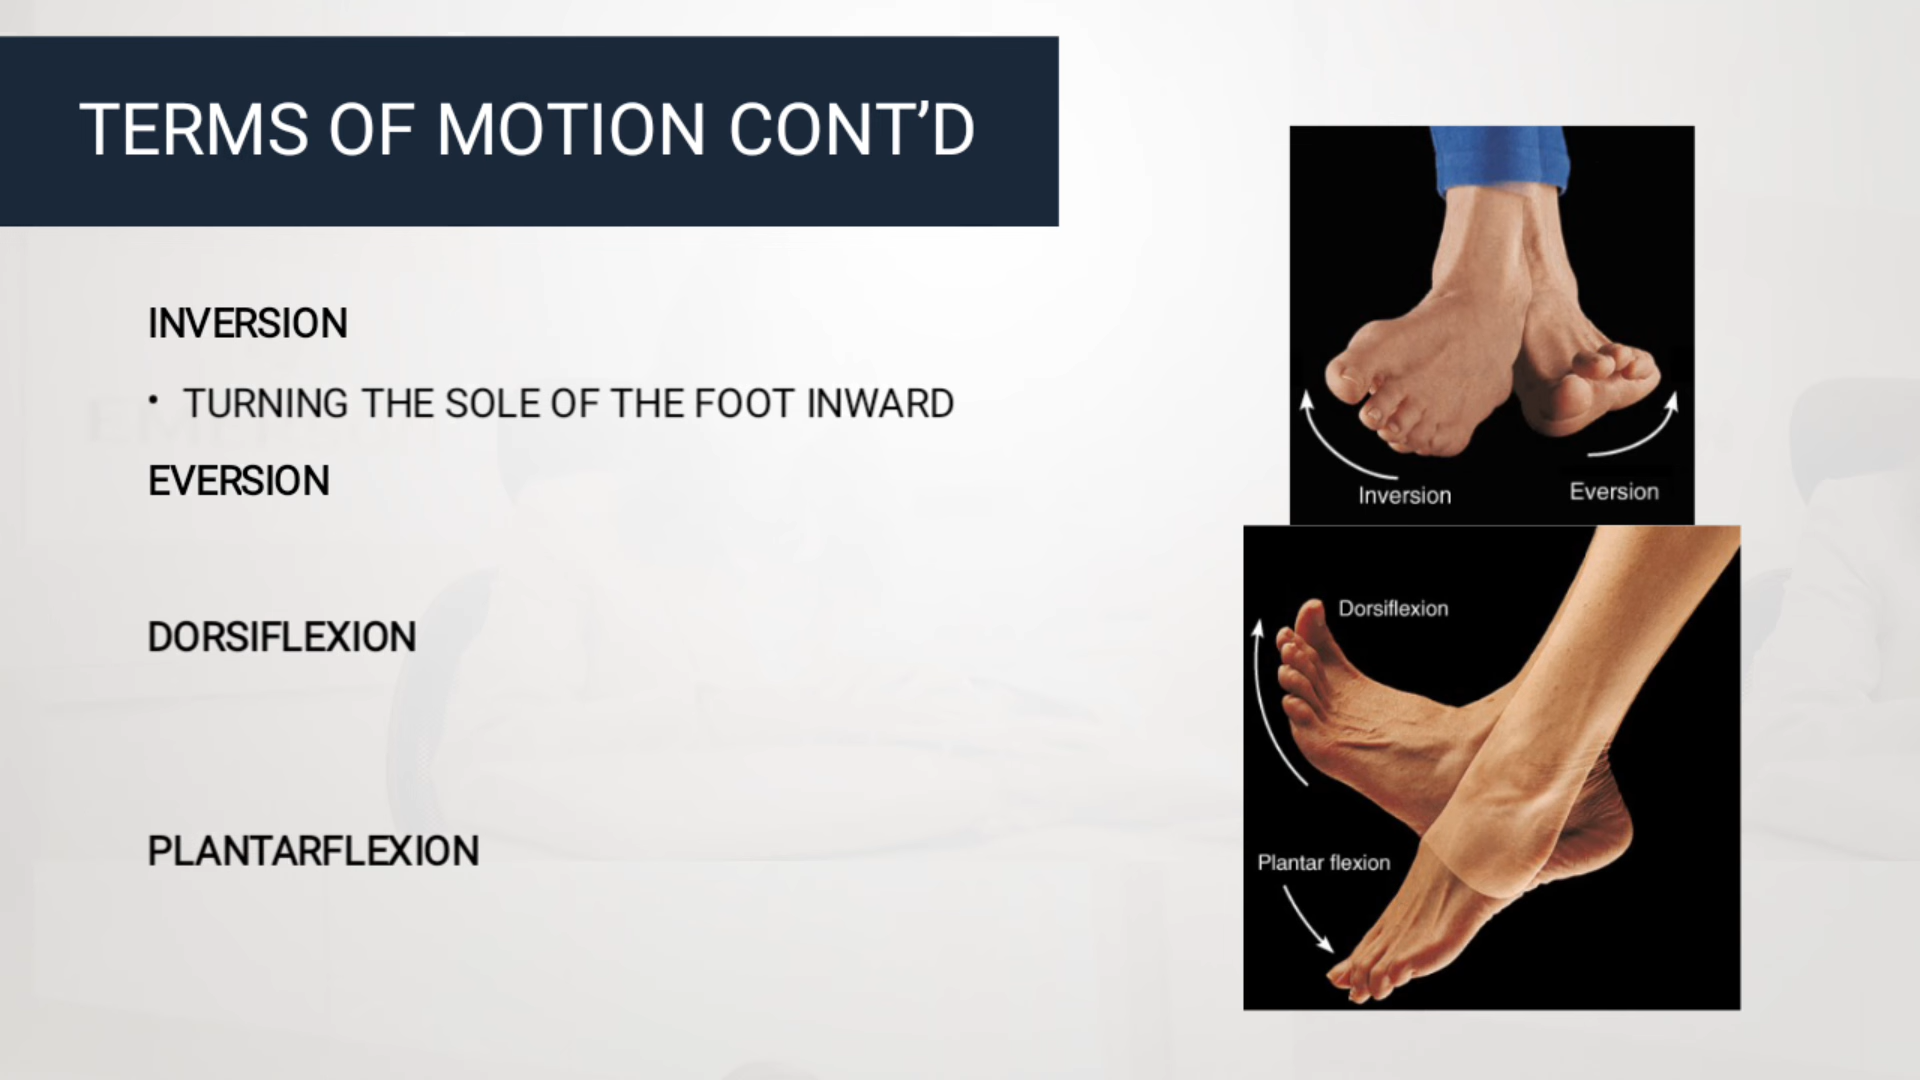 TERMS OF MOTION CONT’D
INVERSION
• TURNING THE SOLE OF THE FOOT INWARD
EVERSION
DORSIFLEXION
PLANTARFLEXION
Inversion
Eversion
Dorsiflexion
Plantar flexion